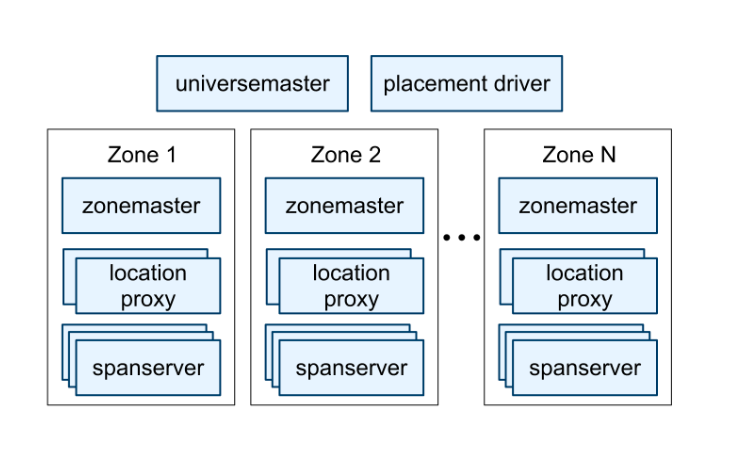 universemaster
placement driver
Zone 1
zonemaster
location
proxy
spanserver
Zone 2
zonemaster
location
proxy
spanserver
...
Zone N
zonemaster
location
proxy
spanserver